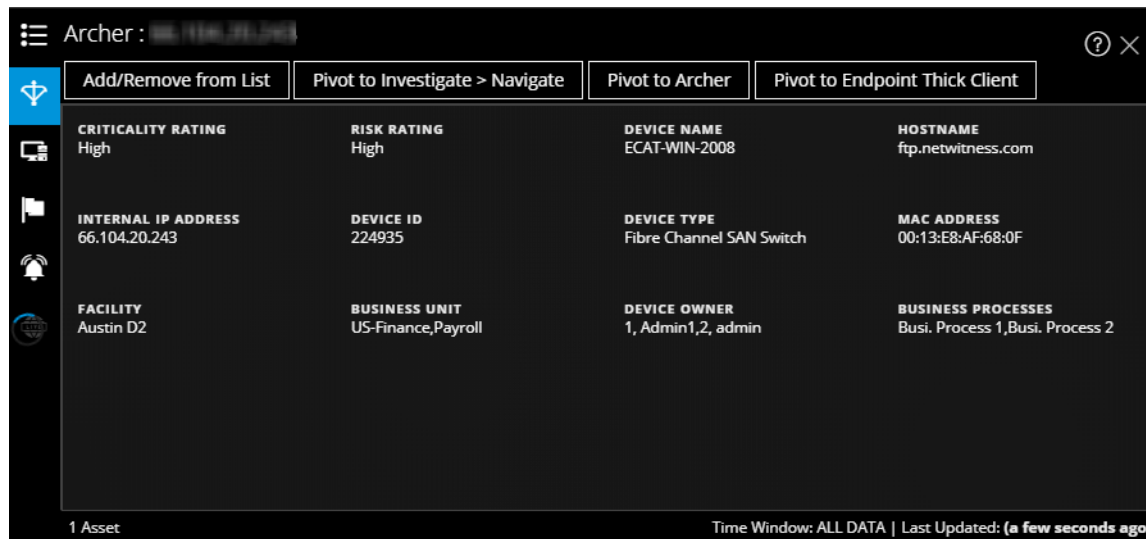 Archer :
Add/Remove from List Pivot to Investigate > Navigate Pivot to Archer Pivot to Endpoint Thick Client
CRITICALITY RATING RISK RATING DEVICE NAME HOSTNAME
High High ECAT-WIN-2008 ftp.netwitness.com
INTERNAL IP ADDRESS DEVICE ID DEVICE TYPE MAC ADDRESS
66.104.20.243 224935 Fibre Channel SAN Switch 00:13:E8:AF:68:0F
FACILITY BUSINESS UNIT DEVICE OWNER BUSINESS PROCESSES
Austin D2 US-Finance,Payroll 1, Admin1,2, admin Busi. Process 1,Busi. Process 2
1 Asset Time Window: ALL DATA | Last Updated: (a few seconds ago